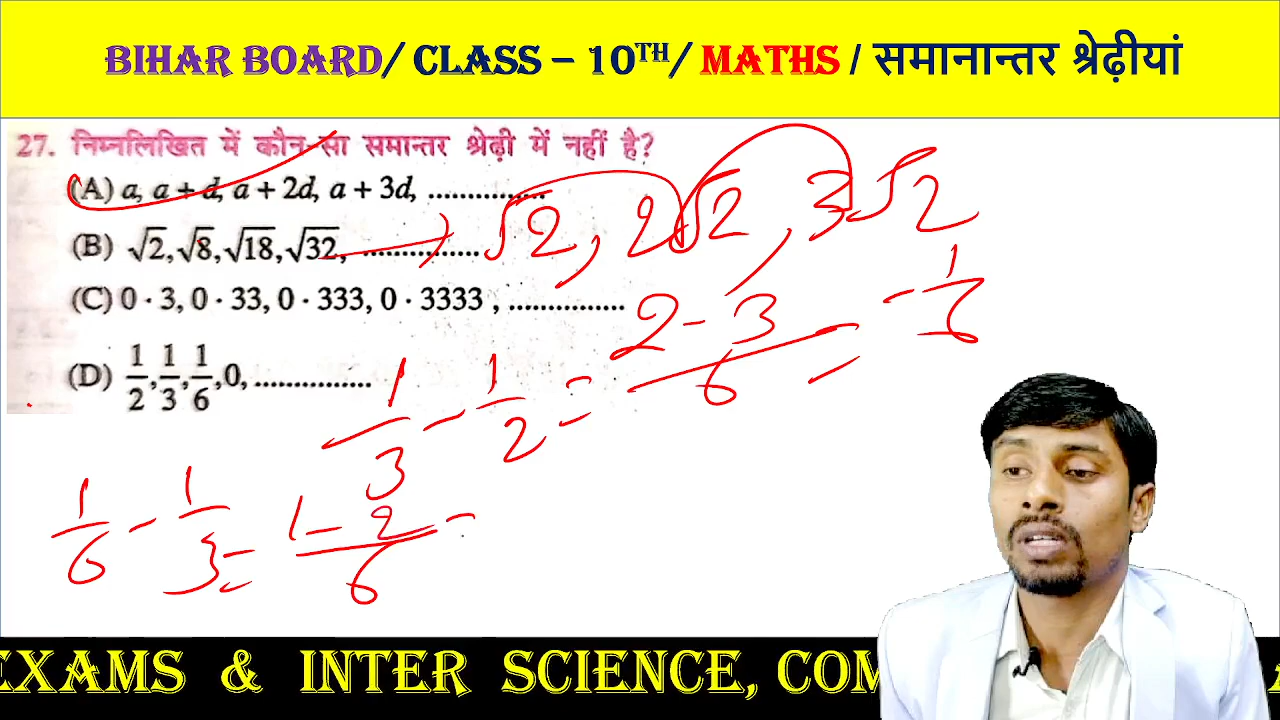 BIHAR BOARD/ CLASS – 10TH/ MATHS / समानान्तर श्रेढ़ीयां
27. निम्नलिखित में कौन-सा समान्तर श्रेढ़ी में नहीं है?
(A) a, a + d, a + 2d, a + 3d, ...............
(B) √2, √8, √18, √32, ...............
√2, 2√2, 3√2
(C) 0·3, 0·33, 0·333, 0·3333 , ...............
(D) 1/2, 1/3, 1/6, 0, ...............
1/3 - 1/2 = (2-3)/6 = -1/6
1/6 - 1/3 = (1-2)/6 =
EXAMS & INTER SCIENCE, COM